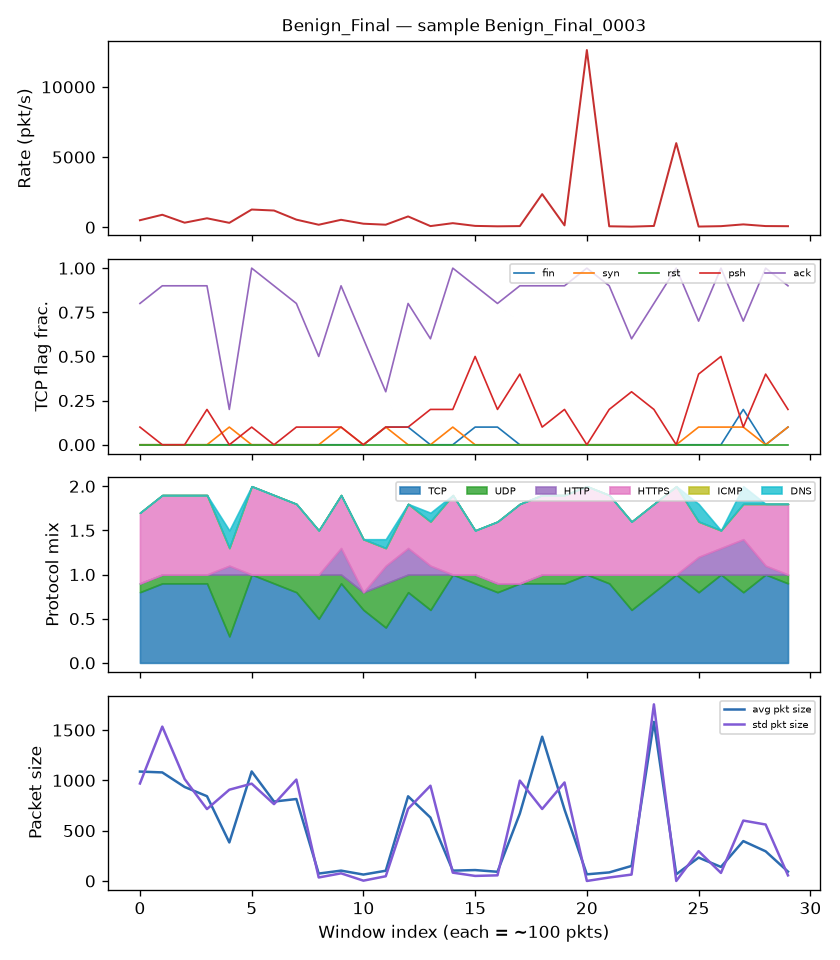 Benign_Final — sample Benign_Final_0003
Rate (pkt/s)
10000
5000
0
TCP flag frac.
1.00
0.75
0.50
0.25
0.00
fin syn rst psh ack
Protocol mix
2.0
1.5
1.0
0.5
0.0
TCP UDP HTTP HTTPS ICMP DNS
Packet size
1500
1000
500
0
avg pkt size
std pkt size
0 5 10 15 20 25 30
Window index (each = ~100 pkts)